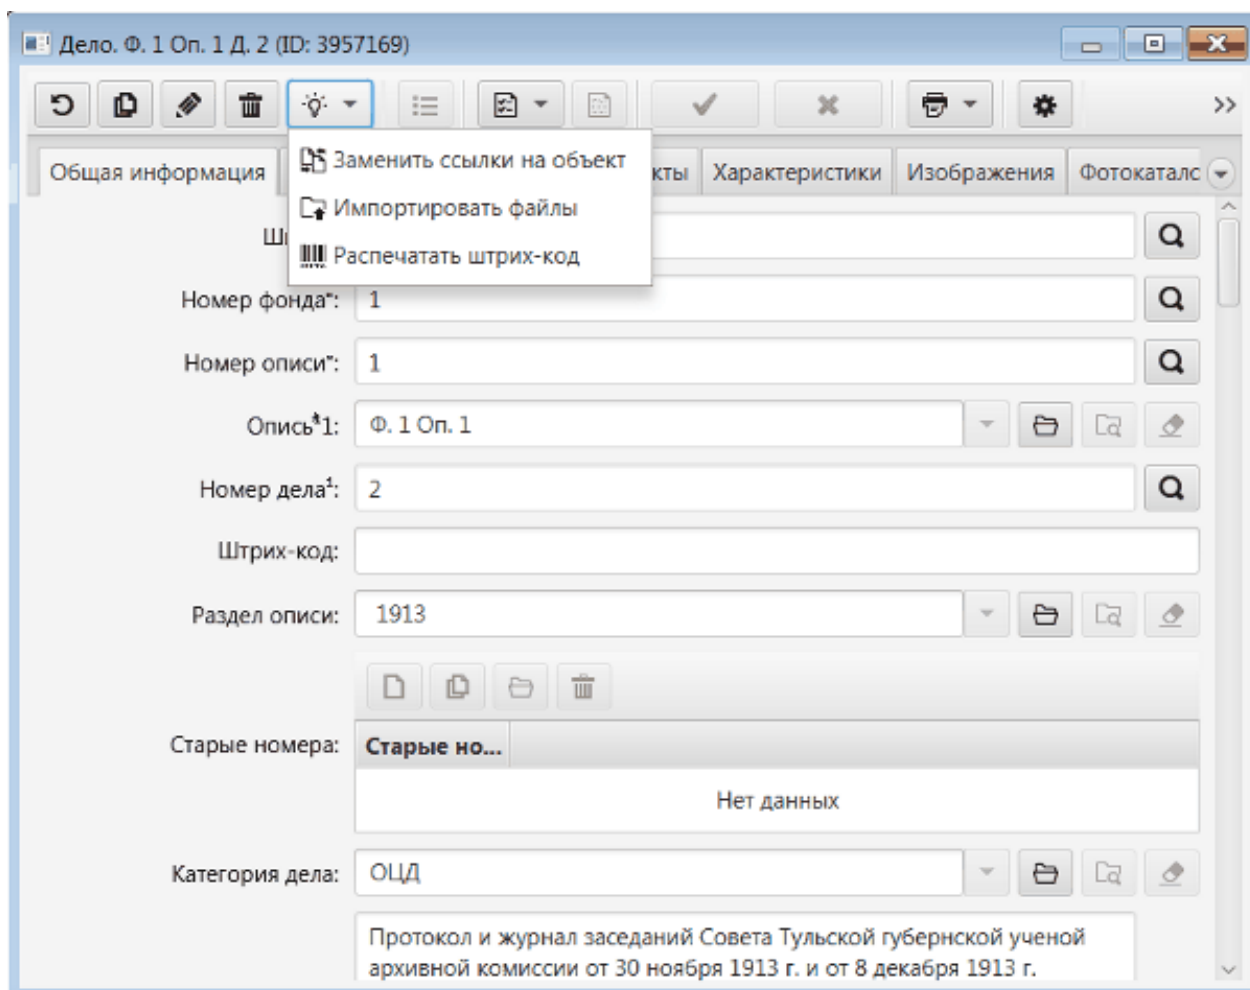 Дело. Ф. 1 Оп. 1 Д. 2 (ID: 3957169)
Заменить ссылки на объект
Импортировать файлы
Распечатать штрих-код
Общая информация
Характеристики
Изображения
Номер фонда*: 1
Номер описи*: 1
Опись*1: Ф. 1 Оп. 1
Номер дела¹: 2
Штрих-код:
Раздел описи: 1913
Старые номера:
Старые но...
Нет данных
Категория дела: ОЦД
Протокол и журнал заседаний Совета Тульской губернской ученой
архивной комиссии от 30 ноября 1913 г. и от 8 декабря 1913 г.